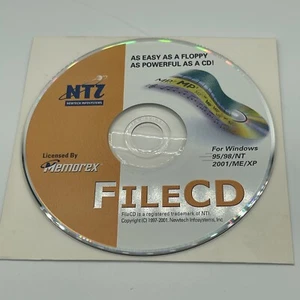 AS EASY AS A FLOPPY
AS POWERFUL AS A CD!
NTI
NEWTECH INFOSYSTEMS
For Windows
95/98/NT
2001/ME/XP
Licensed By
Memorex
FILECD
FileCD is a registered trademark of NTI.
Copyright (C) 1997-2001, Newtech Infosystems, Inc.